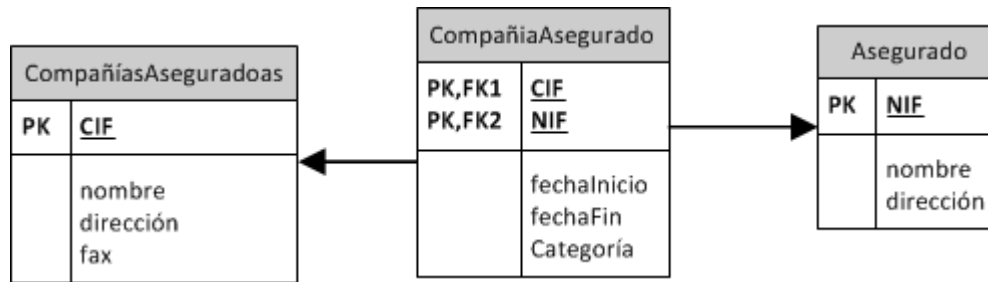 CompañíasAseguradoas
PK CIF
nombre
dirección
fax
CompañiaAsegurado
PK,FK1 CIF
PK,FK2 NIF
fechaInicio
fechaFin
Categoría
Asegurado
PK NIF
nombre
dirección